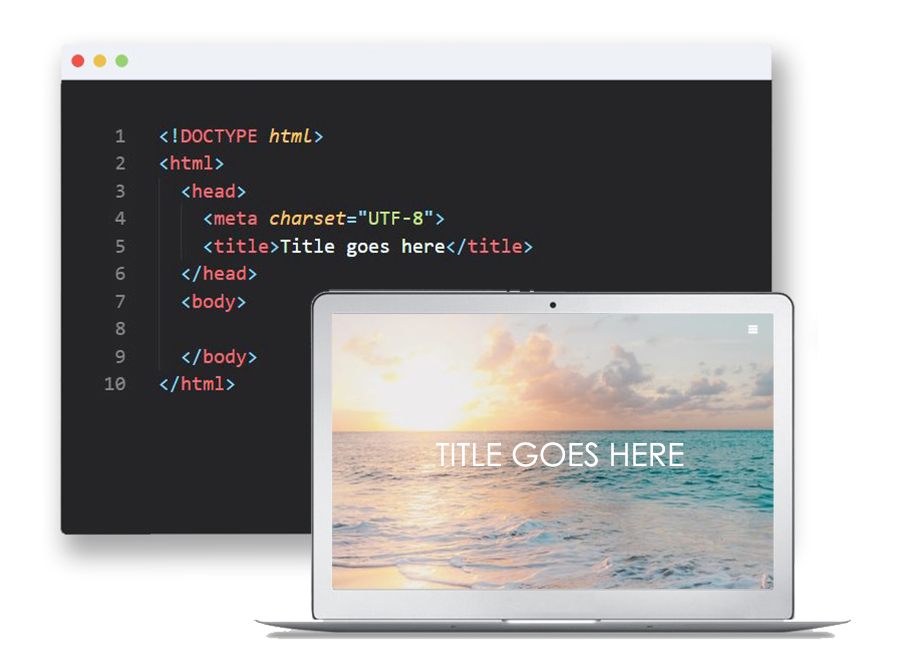 1 <!DOCTYPE html>
2 <html>
3 <head>
4 <meta charset="UTF-8">
5 <title>Title goes here</title>
6 </head>
7 <body>
8
9 </body>
10 </html>
TITLE GOES HERE